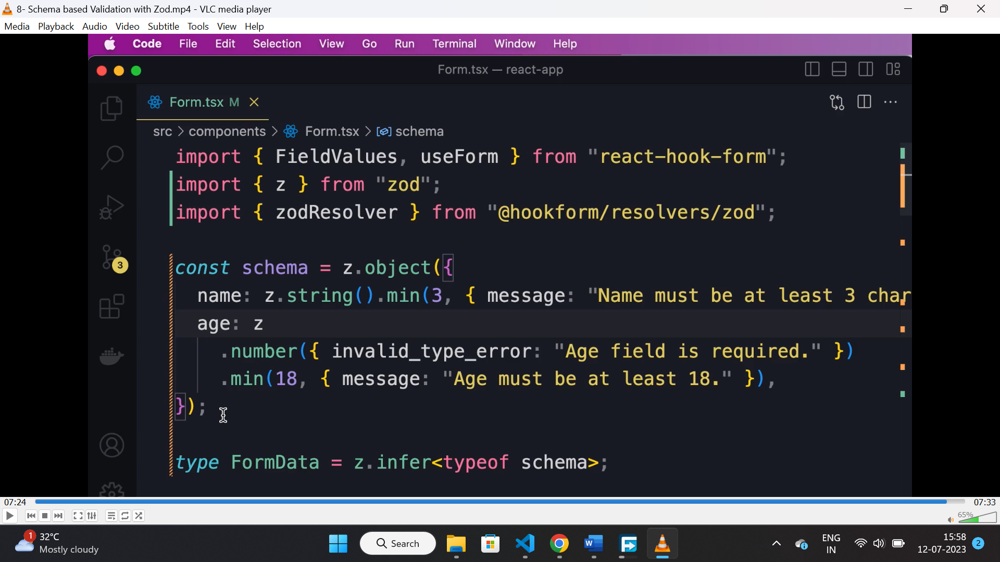 8- Schema based Validation with Zod.mp4 - VLC media player
Media Playback Audio Video Subtitle Tools View Help
Code File Edit Selection View Go Run Terminal Window Help
Form.tsx — react-app
Form.tsx M
src > components > Form.tsx > schema
import { FieldValues, useForm } from "react-hook-form";
import { z } from "zod";
import { zodResolver } from "@hookform/resolvers/zod";
const schema = z.object({
name: z.string().min(3, { message: "Name must be at least 3 char
age: z
.number({ invalid_type_error: "Age field is required." })
.min(18, { message: "Age must be at least 18." }),
});
type FormData = z.infer<typeof schema>;
3
07:24 07:33
65%
1 32°C
Mostly cloudy
Search
ENG
IN
15:58
12-07-2023
2